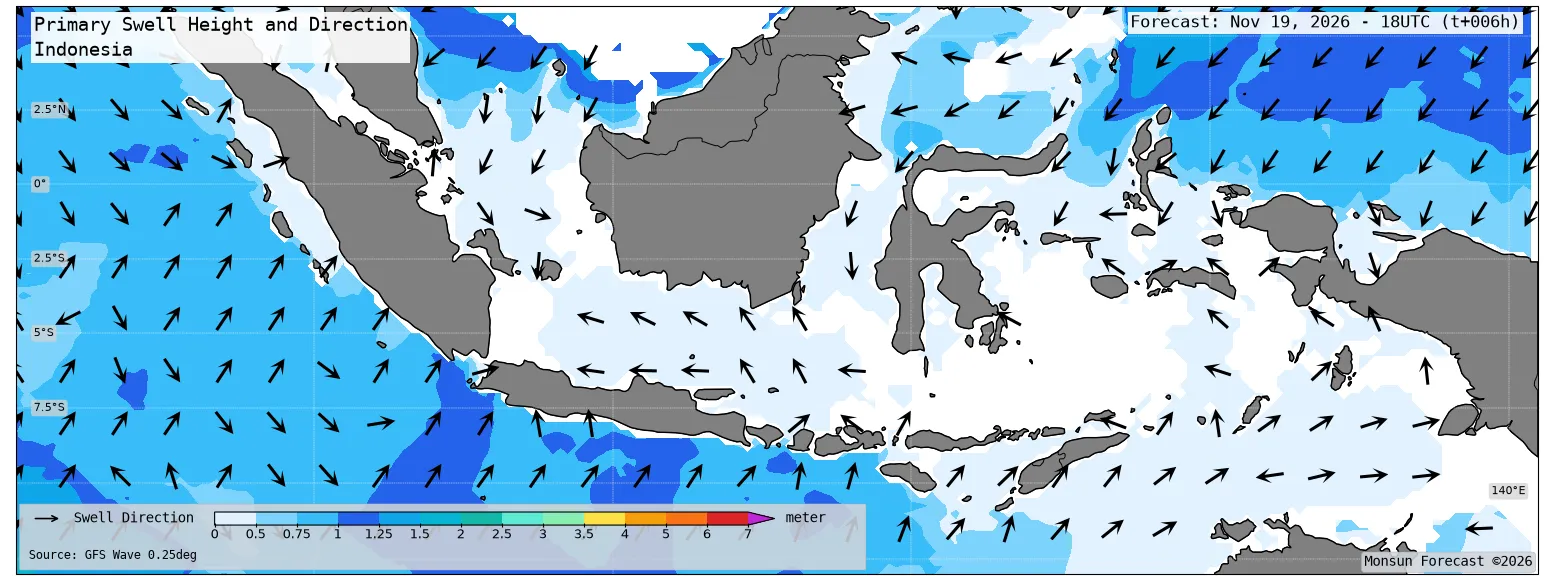 Primary Swell Height and Direction
Indonesia
Forecast: Nov 19, 2026 - 18UTC (t+006h)
2.5°N
0°
2.5°S
5°S
7.5°S
140°E
Swell Direction
0 0.5 0.75 1 1.25 1.5 2 2.5 3 3.5 4 5 6 7
meter
Source: GFS Wave 0.25deg
Monsun Forecast ©2026